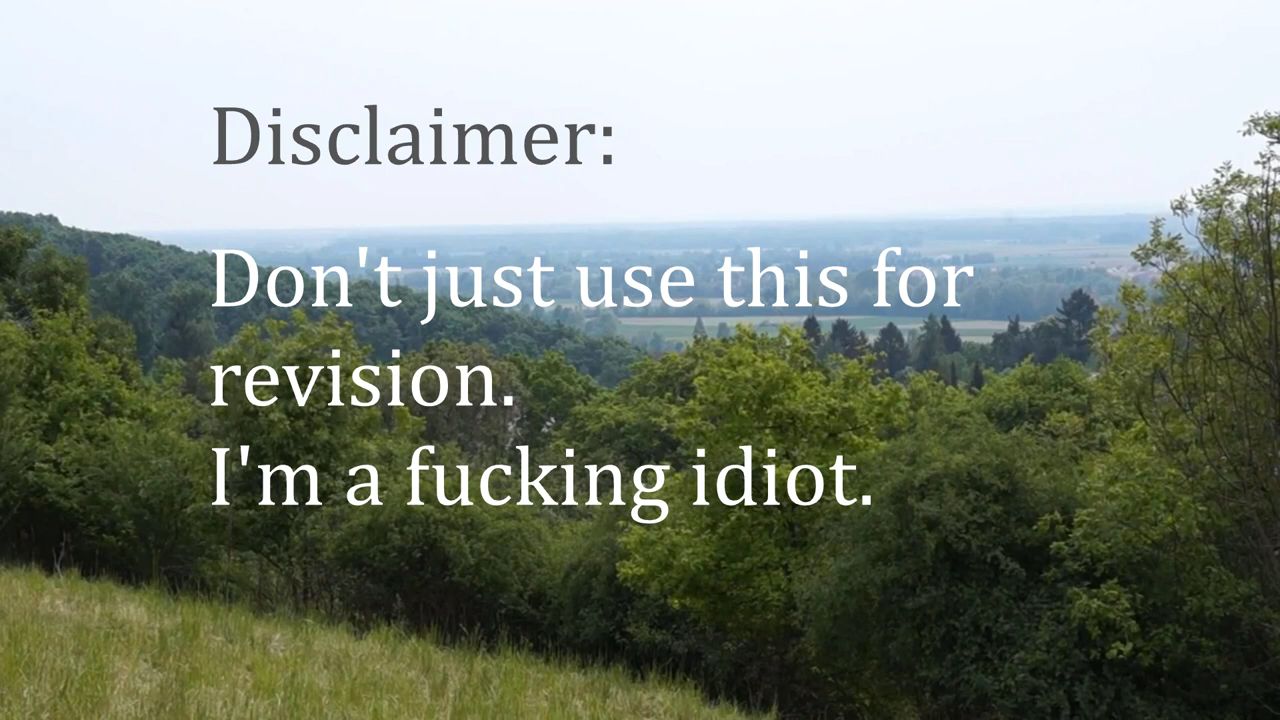 Disclaimer:
Don't just use this for
revision.
I'm a fucking idiot.